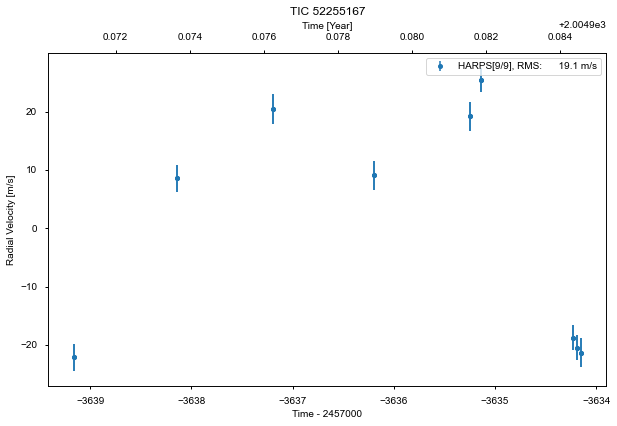 TIC 52255167
Time [Year]
+2.0049e3
0.072 0.074 0.076 0.078 0.080 0.082 0.084
HARPS[9/9], RMS: 19.1 m/s
Radial Velocity [m/s]
20
10
0
−10
−20
−3639 −3638 −3637 −3636 −3635 −3634
Time - 2457000